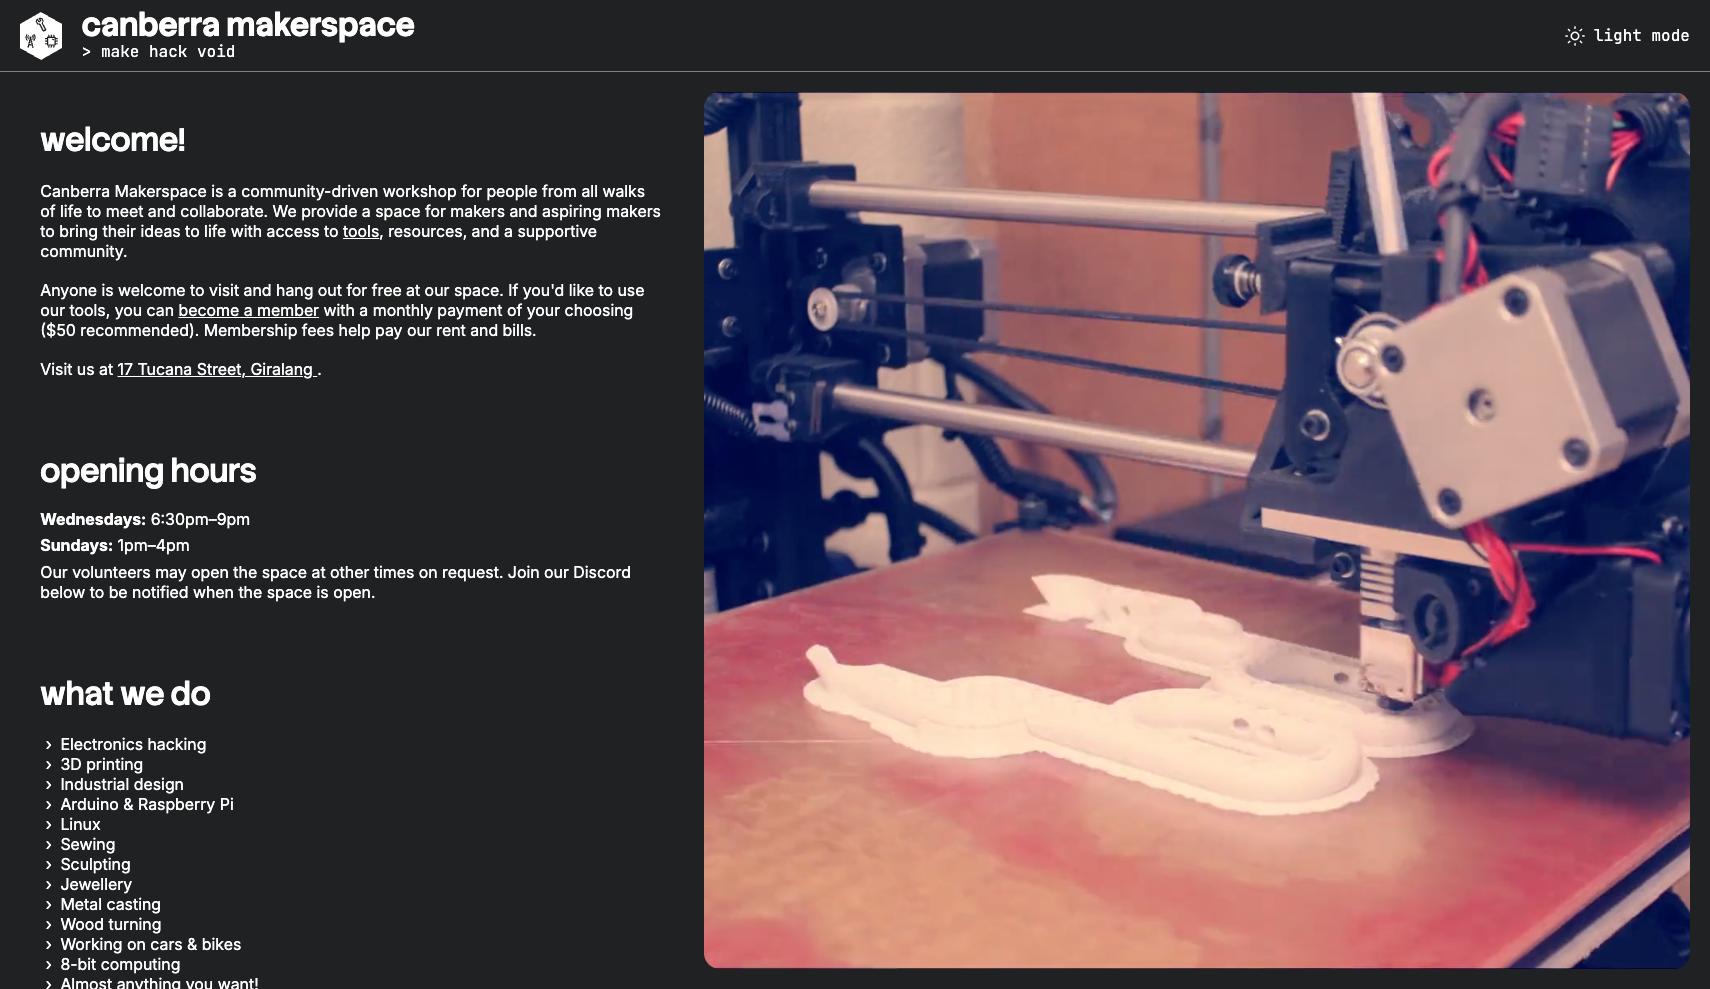 canberra makerspace
> make hack void
light mode
welcome!
Canberra Makerspace is a community-driven workshop for people from all walks
of life to meet and collaborate. We provide a space for makers and aspiring makers
to bring their ideas to life with access to tools, resources, and a supportive
community.
Anyone is welcome to visit and hang out for free at our space. If you'd like to use
our tools, you can become a member with a monthly payment of your choosing
($50 recommended). Membership fees help pay our rent and bills.
Visit us at 17 Tucana Street, Giralang .
opening hours
Wednesdays: 6:30pm–9pm
Sundays: 1pm–4pm
Our volunteers may open the space at other times on request. Join our Discord
below to be notified when the space is open.
what we do
› Electronics hacking
› 3D printing
› Industrial design
› Arduino & Raspberry Pi
› Linux
› Sewing
› Sculpting
› Jewellery
› Metal casting
› Wood turning
› Working on cars & bikes
› 8-bit computing
› Almost anything you want!